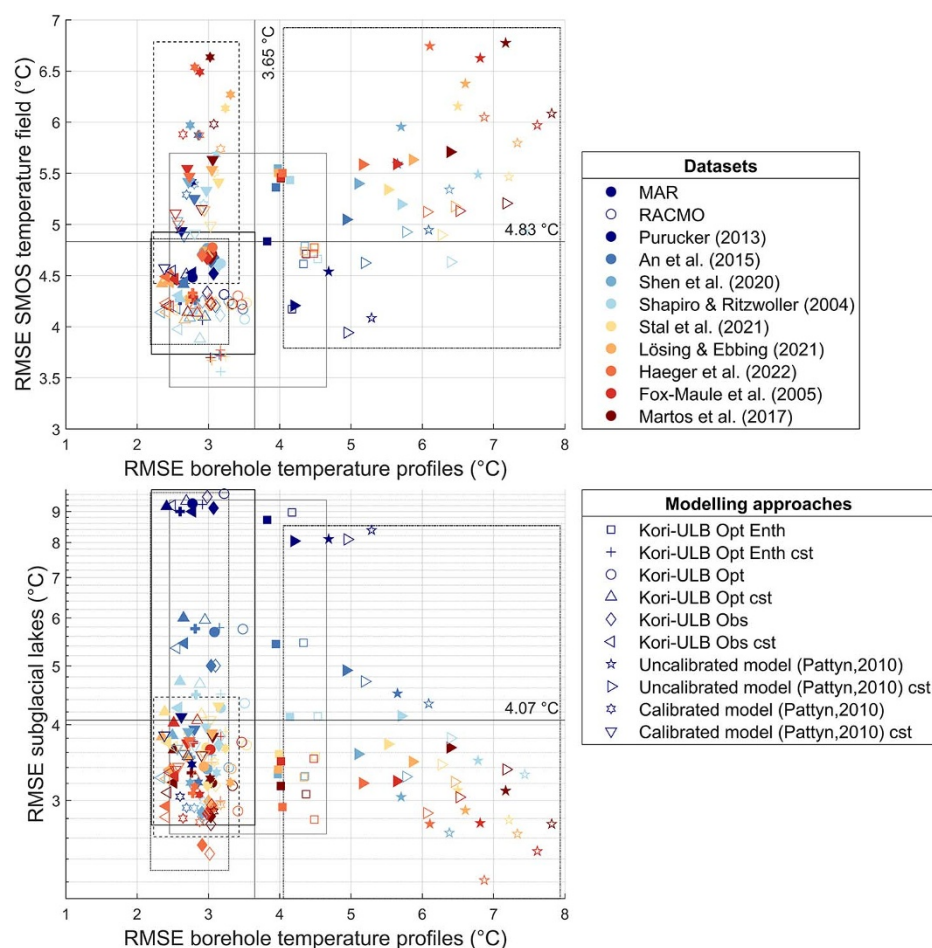 7
6.5
6
5.5
5
4.5
4
3.5
3
RMSE SMOS temperature field (°C)
3.65 °C
4.83 °C
1 2 3 4 5 6 7 8
RMSE borehole temperature profiles (°C)
Datasets
MAR
RACMO
Purucker (2013)
An et al. (2015)
Shen et al. (2020)
Shapiro & Ritzwoller (2004)
Stal et al. (2021)
Lösing & Ebbing (2021)
Haeger et al. (2022)
Fox-Maule et al. (2005)
Martos et al. (2017)
9
8
7
6
5
4
3
RMSE subglacial lakes (°C)
4.07 °C
1 2 3 4 5 6 7 8
RMSE borehole temperature profiles (°C)
Modelling approaches
Kori-ULB Opt Enth
Kori-ULB Opt Enth cst
Kori-ULB Opt
Kori-ULB Opt cst
Kori-ULB Obs
Kori-ULB Obs cst
Uncalibrated model (Pattyn,2010)
Uncalibrated model (Pattyn,2010) cst
Calibrated model (Pattyn,2010)
Calibrated model (Pattyn,2010) cst